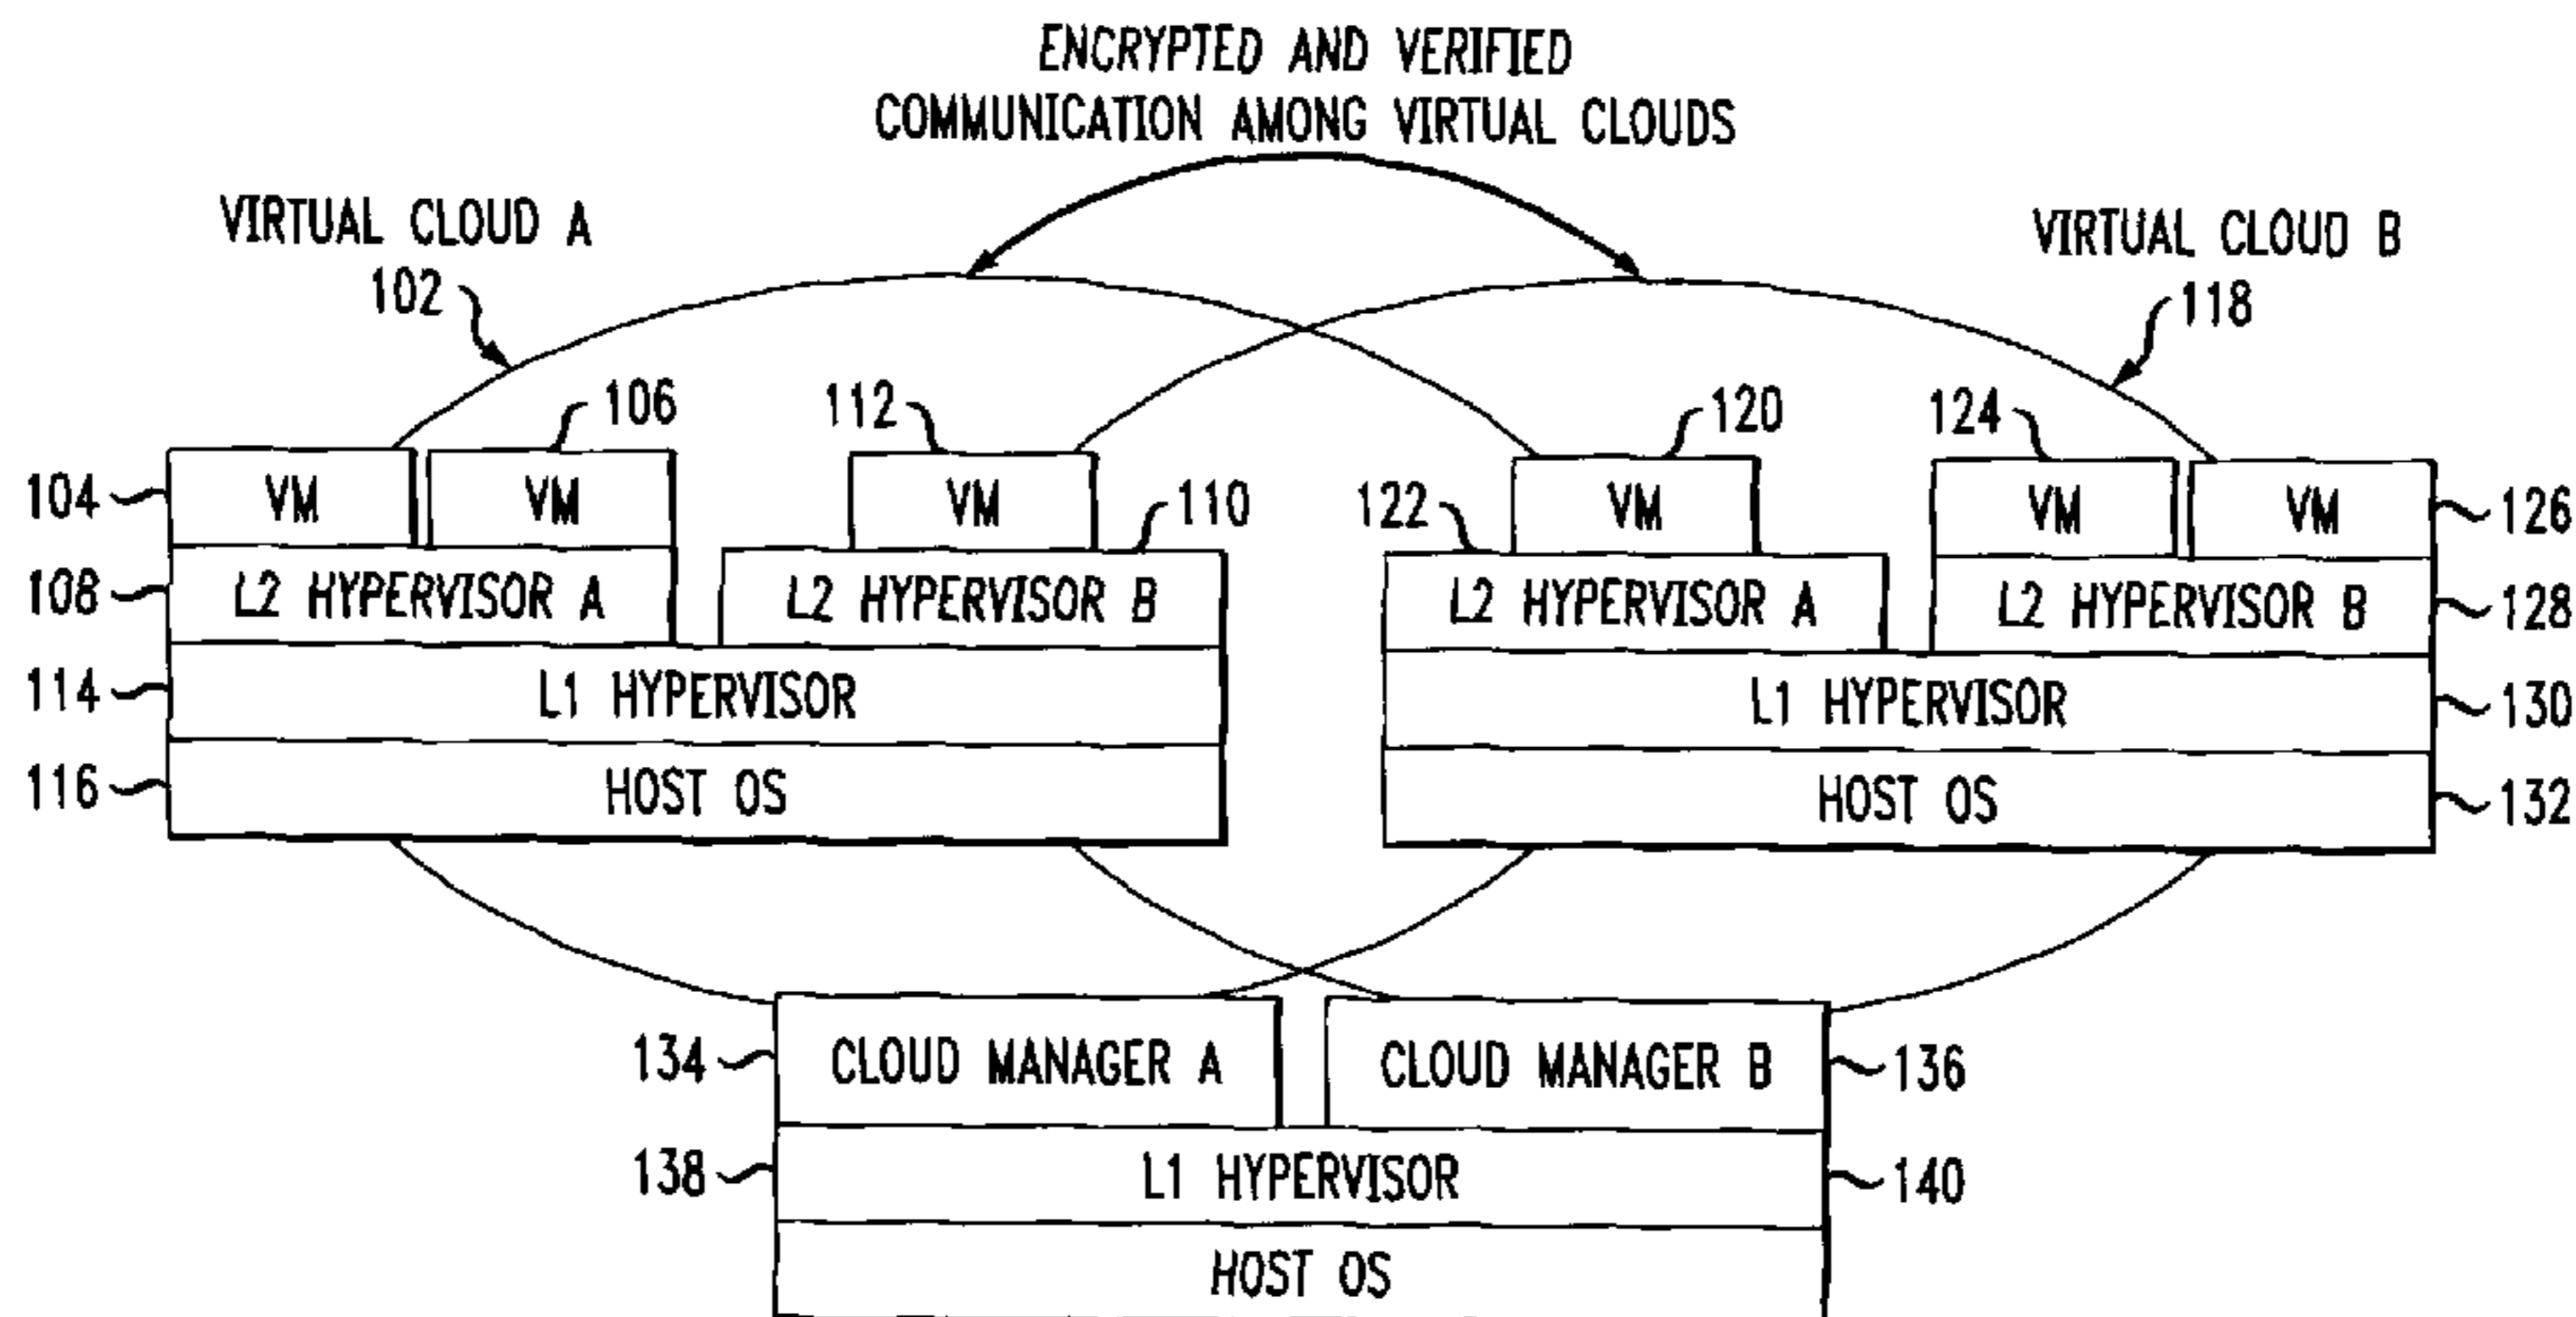 ENCRYPTED AND VERIFIED
COMMUNICATION AMONG VIRTUAL CLOUDS
VIRTUAL CLOUD A
102
VIRTUAL CLOUD B
118
106
112
120
124
104 VM VM VM 110 122 VM VM VM 126
108 L2 HYPERVISOR A L2 HYPERVISOR B L2 HYPERVISOR A L2 HYPERVISOR B 128
114 L1 HYPERVISOR L1 HYPERVISOR 130
116 HOST OS HOST OS 132
134 CLOUD MANAGER A CLOUD MANAGER B 136
138 L1 HYPERVISOR 140
HOST OS